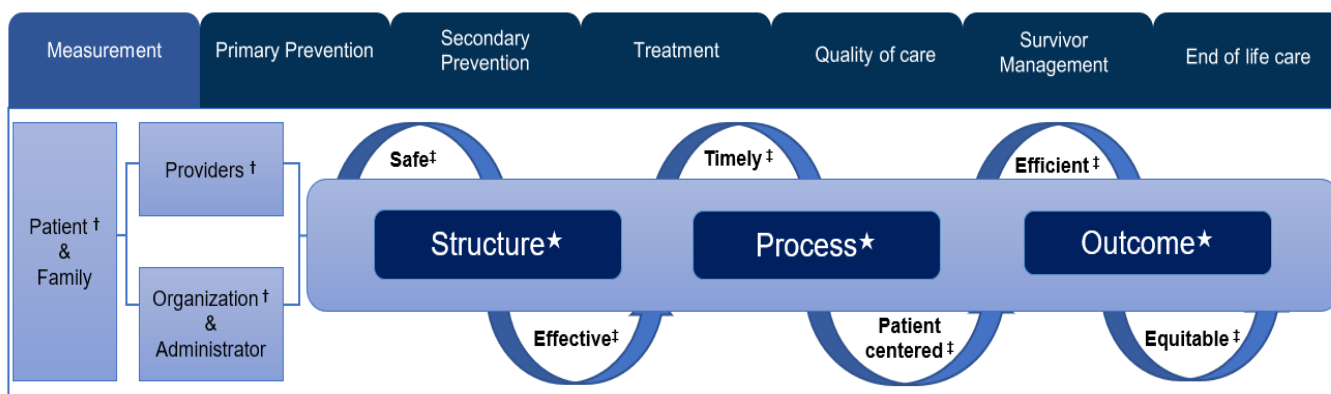 Measurement
Primary Prevention
Secondary
Prevention
Treatment
Quality of care
Survivor
Management
End of life care
Patient †
&
Family
Providers †
Organization †
&
Administrator
Safe‡
Timely ‡
Efficient ‡
Structure★
Process★
Outcome★
Effective‡
Patient
centered ‡
Equitable ‡